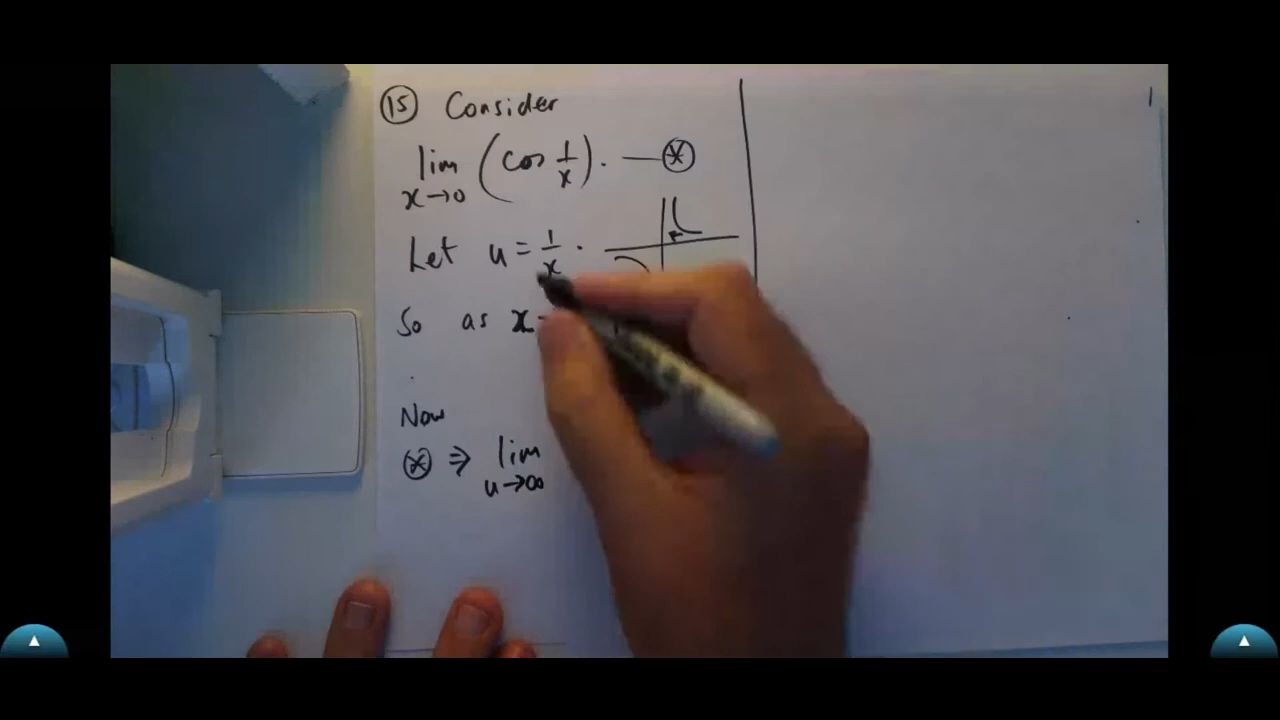 ⑮ Consider
lim x→0 (cos 1/x). — ⊛
Let u = 1/x.
So as x
Now
⊛ ⇒ lim u→∞